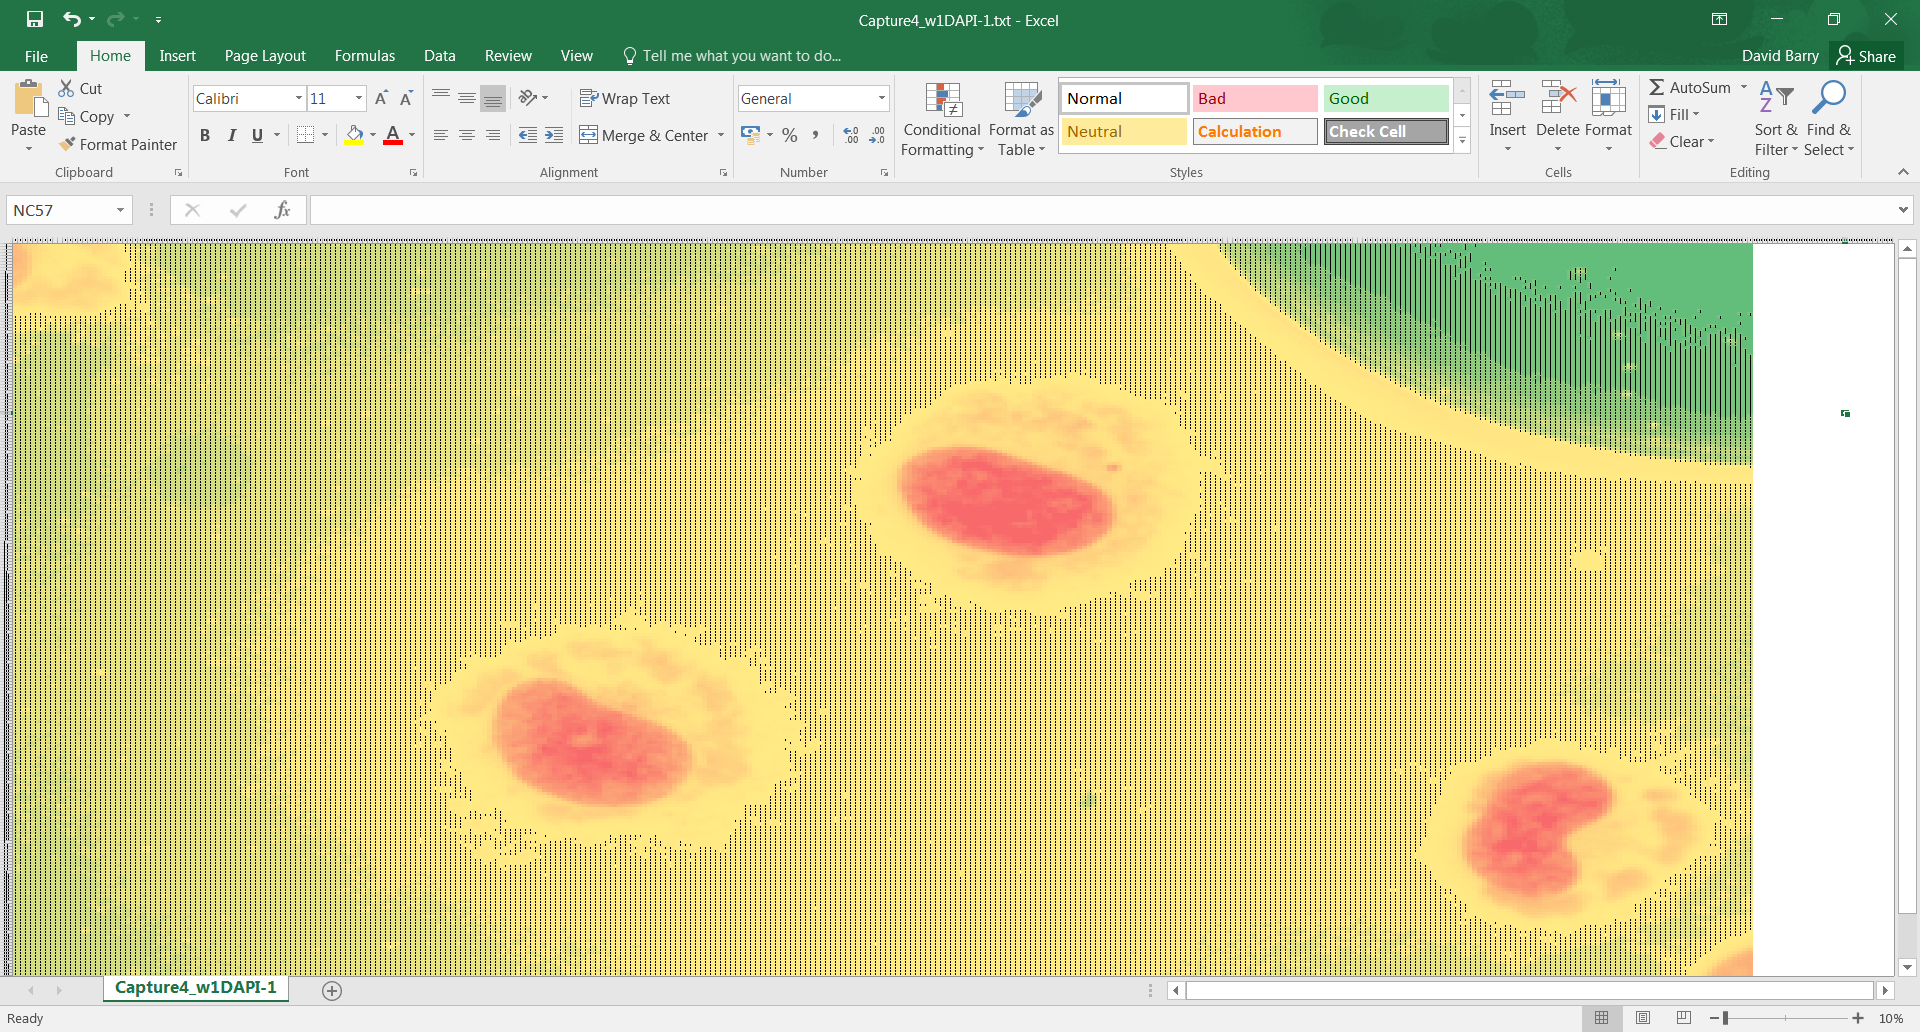 Capture4_w1DAPI-1.txt - Excel
File Home Insert Page Layout Formulas Data Review View Tell me what you want to do... David Barry Share
Paste
Cut
Copy
Format Painter
Clipboard
Calibri 11
B I U A
Font
Wrap Text
Merge & Center
Alignment
General
%
Number
Conditional Formatting
Format as Table
Normal Bad Good
Neutral Calculation Check Cell
Styles
Insert Delete Format
Cells
AutoSum
Fill
Clear
Sort & Filter
Find & Select
Editing
NC57 fx
Capture4_w1DAPI-1
Ready 10%